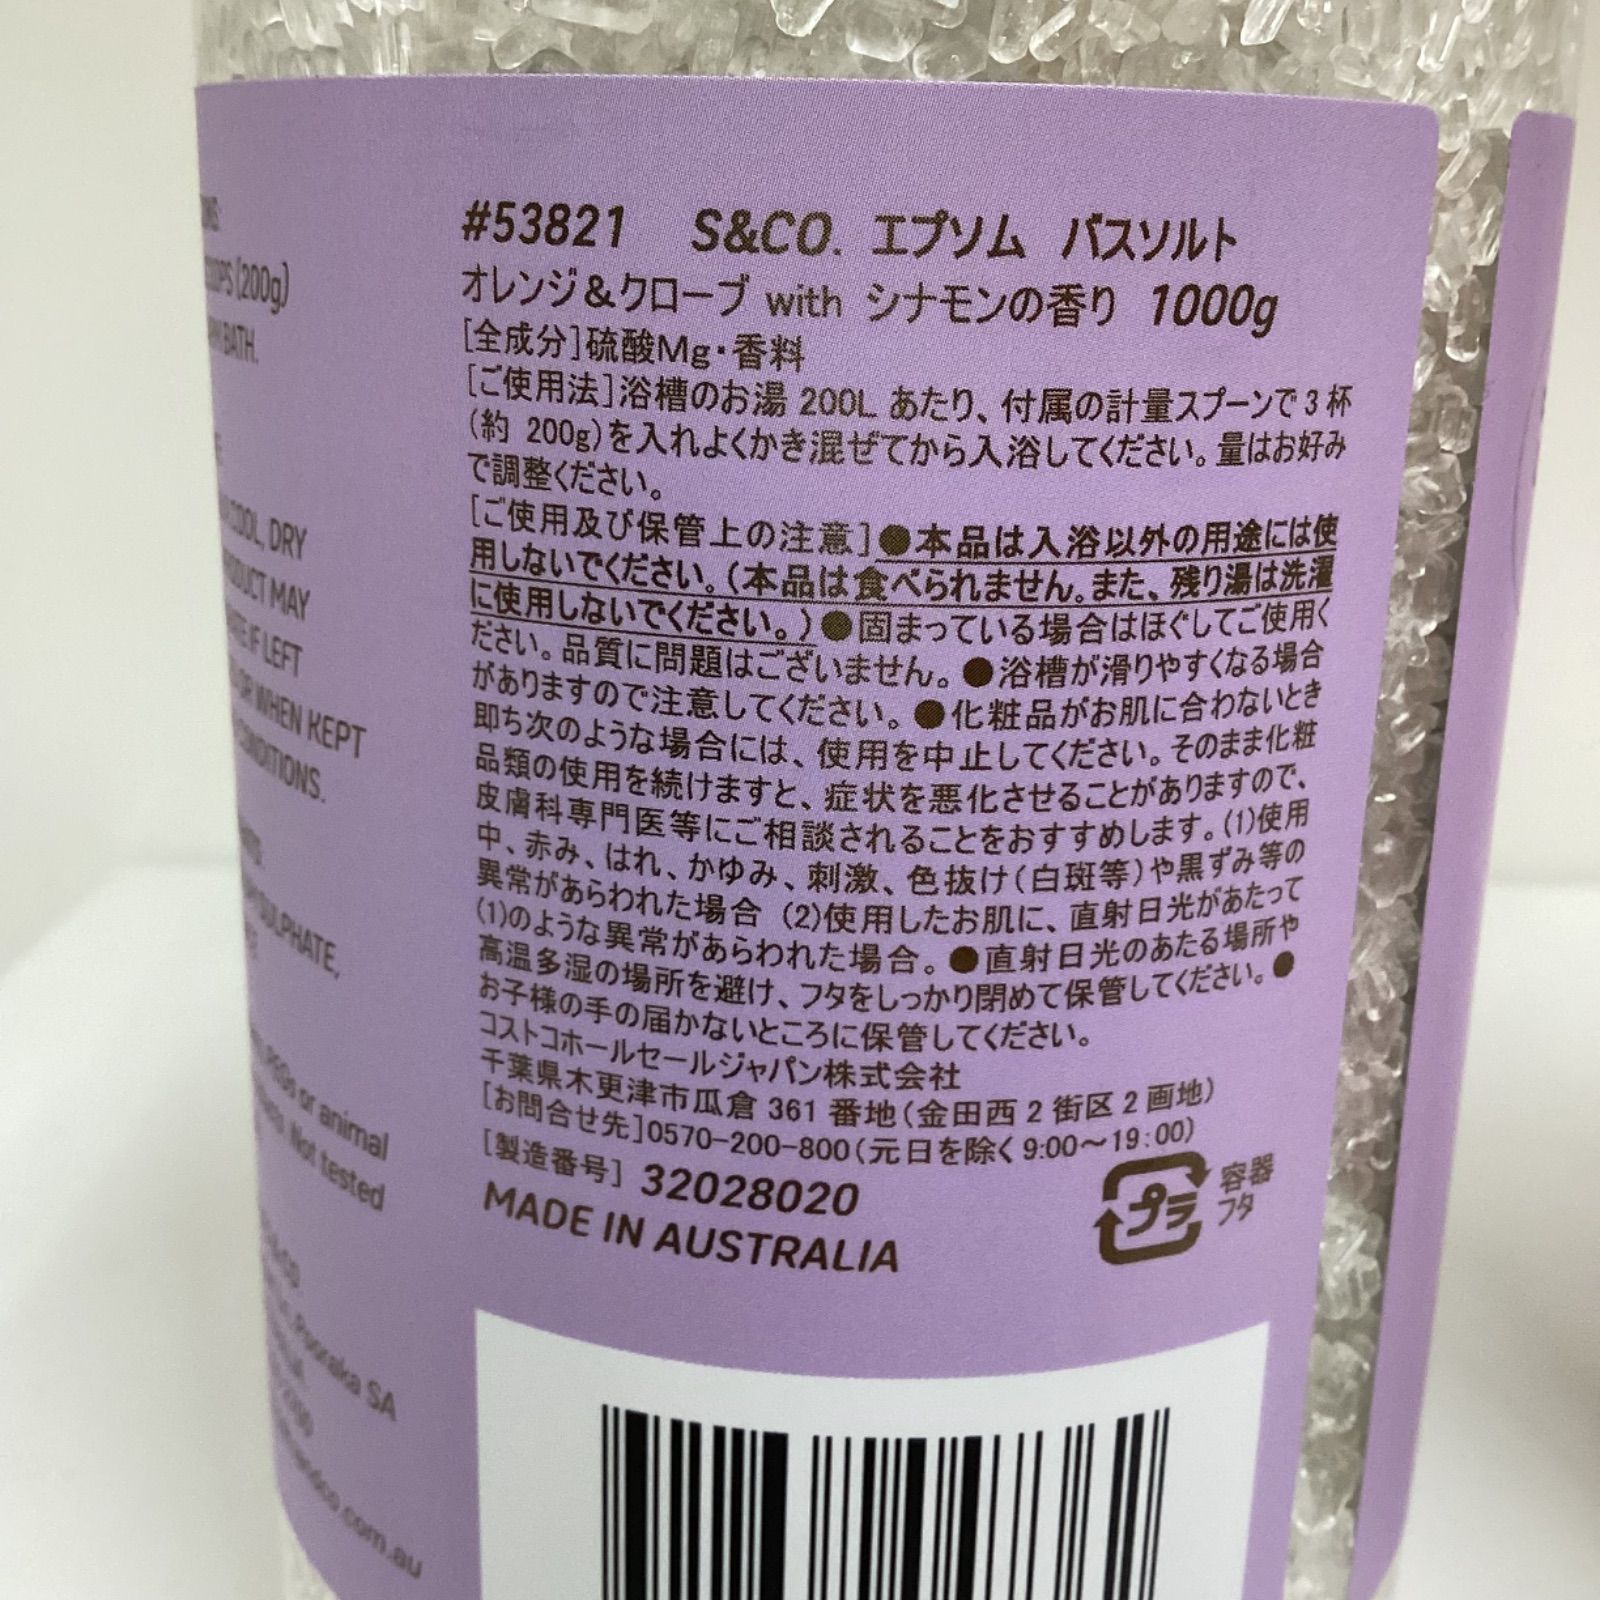 (200g)
BATH.
COOL, DRY
PRODUCT MAY
IF LEFT
OR WHEN KEPT
CONDITIONS.
SULPHATE,
PEGs or animal
Not tested
Pooraka SA
andco.com.au
#53821 S&CO. エプソム バスソルト
オレンジ&クローブ with シナモンの香り 1000g
[全成分]硫酸Mg・香料
[ご使用法]浴槽のお湯 200L あたり、付属の計量スプーンで3杯
(約 200g)を入れよくかき混ぜてから入浴してください。量はお好み
で調整ください。
[ご使用及び保管上の注意]●本品は入浴以外の用途には使
用しないでください。(本品は食べられません。また、残り湯は洗濯
に使用しないでください。)●固まっている場合はほぐしてご使用く
ださい。品質に問題はございません。●浴槽が滑りやすくなる場合
がありますので注意してください。●化粧品がお肌に合わないとき
即ち次のような場合には、使用を中止してください。そのまま化粧
品類の使用を続けますと、症状を悪化させることがありますので、
皮膚科専門医等にご相談されることをおすすめします。(1)使用
中、赤み、はれ、かゆみ、刺激、色抜け(白斑等)や黒ずみ等の
異常があらわれた場合 (2)使用したお肌に、直射日光があたって
(1)のような異常があらわれた場合。●直射日光のあたる場所や
高温多湿の場所を避け、フタをしっかり閉めて保管してください。●
お子様の手の届かないところに保管してください。
コストコホールセールジャパン株式会社
千葉県木更津市瓜倉 361 番地(金田西2街区2画地)
[お問合せ先]0570-200-800(元日を除く9:00~19:00)
[製造番号] 32028020
MADE IN AUSTRALIA
プラ
容器
フタ